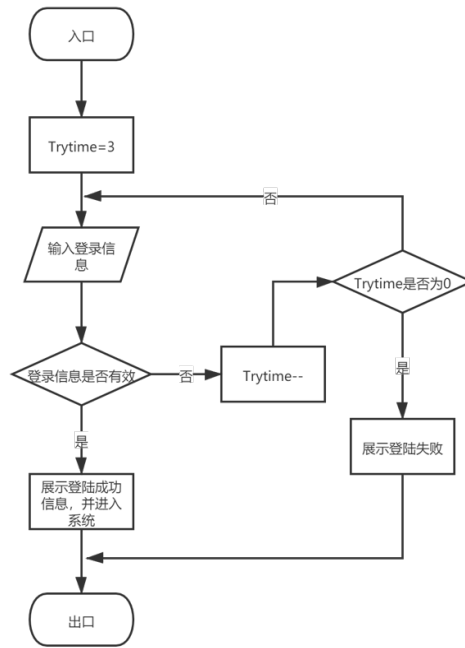 入口
Trytime=3
否
输入登录信
息
Trytime是否为0
登录信息是否有效
否
Trytime--
是
是
展示登陆失败
展示登陆成功
信息，并进入
系统
出口